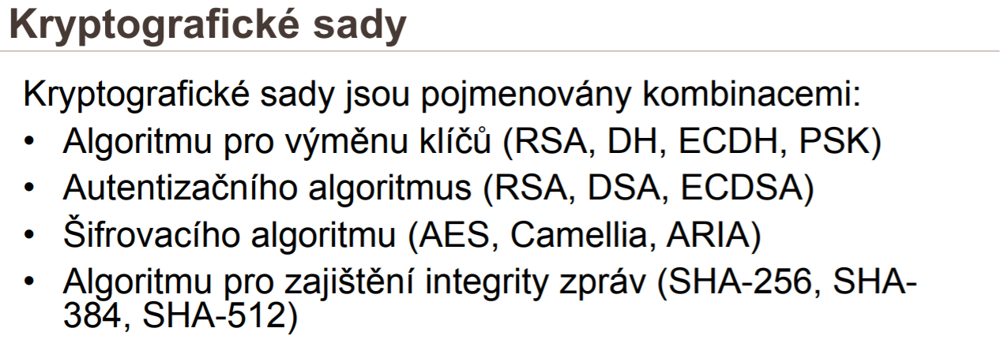 Kryptografické sady
Kryptografické sady jsou pojmenovány kombinacemi:
• Algoritmu pro výměnu klíčů (RSA, DH, ECDH, PSK)
• Autentizačního algoritmus (RSA, DSA, ECDSA)
• Šifrovacího algoritmu (AES, Camellia, ARIA)
• Algoritmu pro zajištění integrity zpráv (SHA-256, SHA-
384, SHA-512)